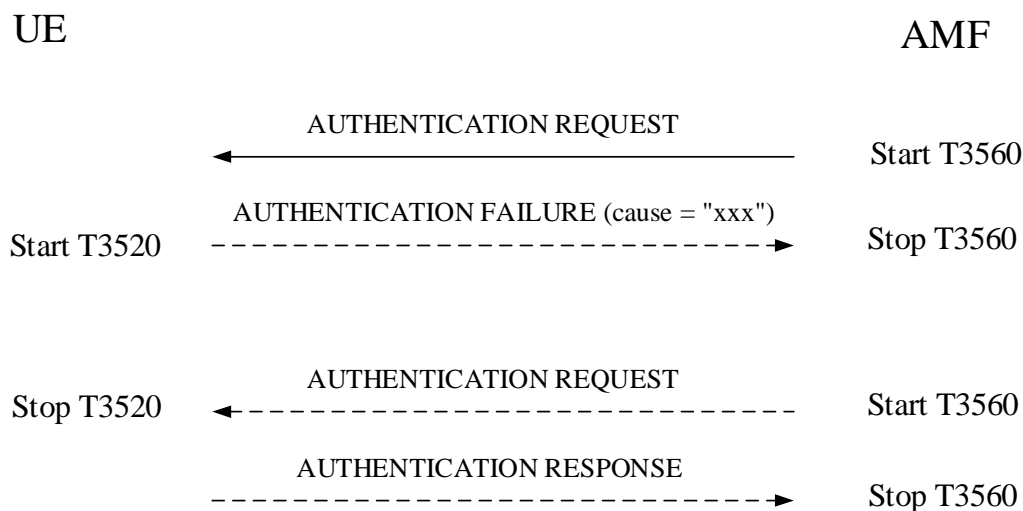 UE
AMF
AUTHENTICATION REQUEST
Start T3560
AUTHENTICATION FAILURE (cause = "xxx")
Start T3520
Stop T3560
AUTHENTICATION REQUEST
Stop T3520
Start T3560
AUTHENTICATION RESPONSE
Stop T3560